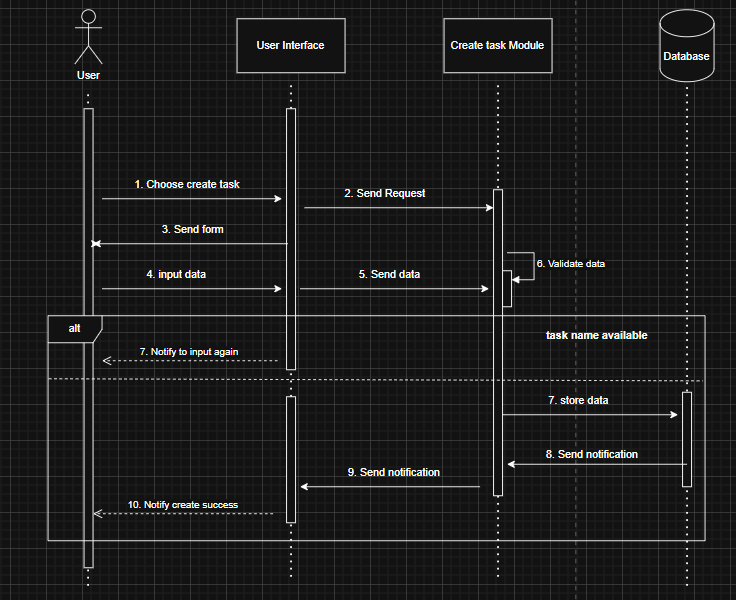 User
User Interface
Create task Module
Database
1. Choose create task
2. Send Request
3. Send form
4. input data
5. Send data
6. Validate data
alt
task name available
7. Notify to input again
7. store data
8. Send notification
9. Send notification
10. Notify create success